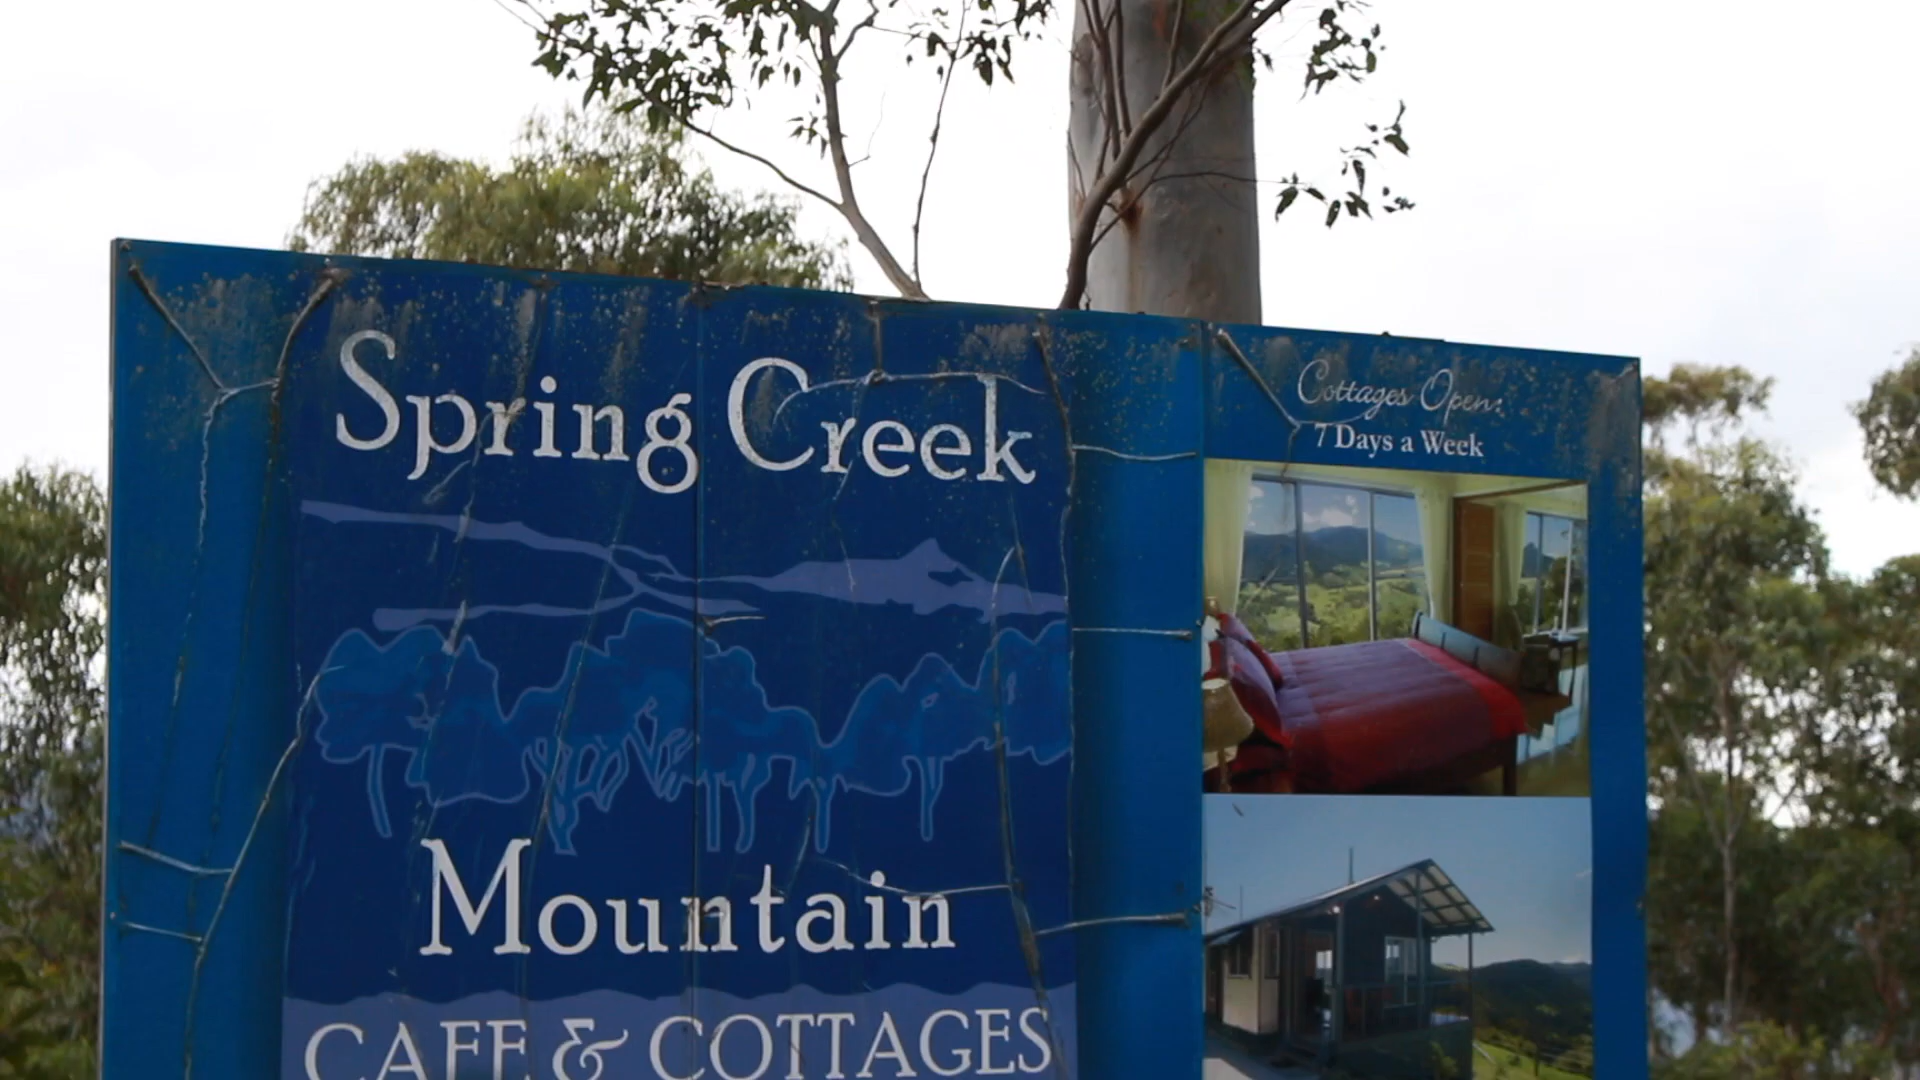 Spring Creek
Mountain
CAFE & COTTAGES
Cottages Open:
7 Days a Week